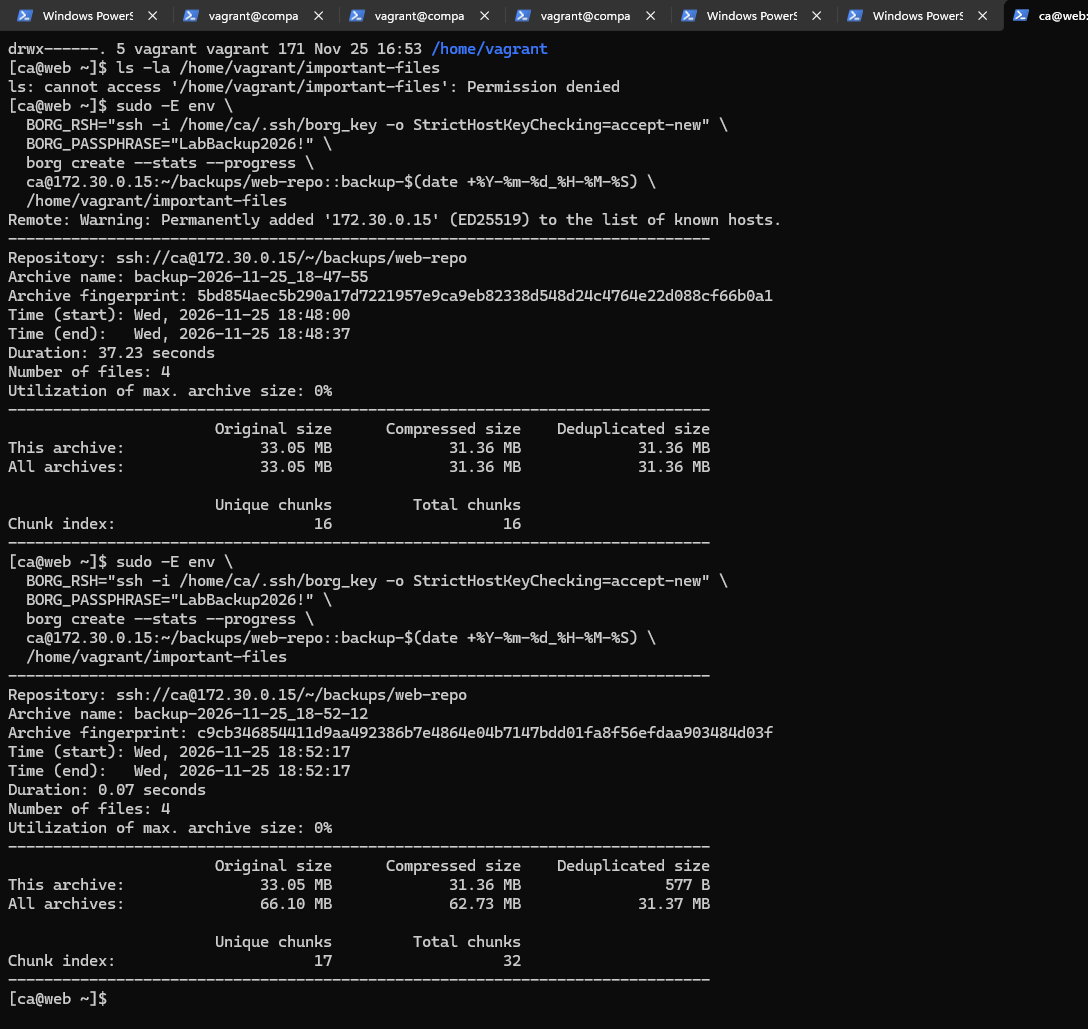 Windows PowerS
vagrant@compa
vagrant@compa
vagrant@compa
Windows PowerS
Windows PowerS
ca@web:
drwx------. 5 vagrant vagrant 171 Nov 25 16:53 /home/vagrant
[ca@web ~]$ ls -la /home/vagrant/important-files
ls: cannot access '/home/vagrant/important-files': Permission denied
[ca@web ~]$ sudo -E env \
  BORG_RSH="ssh -i /home/ca/.ssh/borg_key -o StrictHostKeyChecking=accept-new" \
  BORG_PASSPHRASE="LabBackup2026!" \
  borg create --stats --progress \
  ca@172.30.0.15:~/backups/web-repo::backup-$(date +%Y-%m-%d_%H-%M-%S) \
  /home/vagrant/important-files
Remote: Warning: Permanently added '172.30.0.15' (ED25519) to the list of known hosts.
------------------------------------------------------------------------------
Repository: ssh://ca@172.30.0.15/~/backups/web-repo
Archive name: backup-2026-11-25_18-47-55
Archive fingerprint: 5bd854aec5b290a17d7221957e9ca9eb82338d548d24c4764e22d088cf66b0a1
Time (start): Wed, 2026-11-25 18:48:00
Time (end):   Wed, 2026-11-25 18:48:37
Duration: 37.23 seconds
Number of files: 4
Utilization of max. archive size: 0%
------------------------------------------------------------------------------
                       Original size      Compressed size    Deduplicated size
This archive:               33.05 MB             31.36 MB             31.36 MB
All archives:               33.05 MB             31.36 MB             31.36 MB
                       Unique chunks         Total chunks
Chunk index:                      16                   16
------------------------------------------------------------------------------
[ca@web ~]$ sudo -E env \
  BORG_RSH="ssh -i /home/ca/.ssh/borg_key -o StrictHostKeyChecking=accept-new" \
  BORG_PASSPHRASE="LabBackup2026!" \
  borg create --stats --progress \
  ca@172.30.0.15:~/backups/web-repo::backup-$(date +%Y-%m-%d_%H-%M-%S) \
  /home/vagrant/important-files
------------------------------------------------------------------------------
Repository: ssh://ca@172.30.0.15/~/backups/web-repo
Archive name: backup-2026-11-25_18-52-12
Archive fingerprint: c9cb346854411d9aa492386b7e4864e04b7147bdd01fa8f56efdaa903484d03f
Time (start): Wed, 2026-11-25 18:52:17
Time (end):   Wed, 2026-11-25 18:52:17
Duration: 0.07 seconds
Number of files: 4
Utilization of max. archive size: 0%
------------------------------------------------------------------------------
                       Original size      Compressed size    Deduplicated size
This archive:               33.05 MB             31.36 MB                577 B
All archives:               66.10 MB             62.73 MB             31.37 MB
                       Unique chunks         Total chunks
Chunk index:                      17                   32
------------------------------------------------------------------------------
[ca@web ~]$